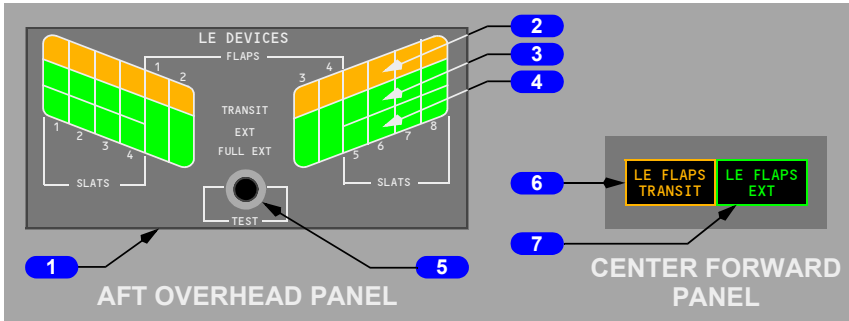 LE DEVICES
FLAPS
1
2
3
4
TRANSIT
EXT
FULL EXT
1
2
3
4
5
6
7
8
SLATS
SLATS
TEST
2
3
4
6
LE FLAPS
TRANSIT
LE FLAPS
EXT
7
1
5
AFT OVERHEAD PANEL
CENTER FORWARD
PANEL